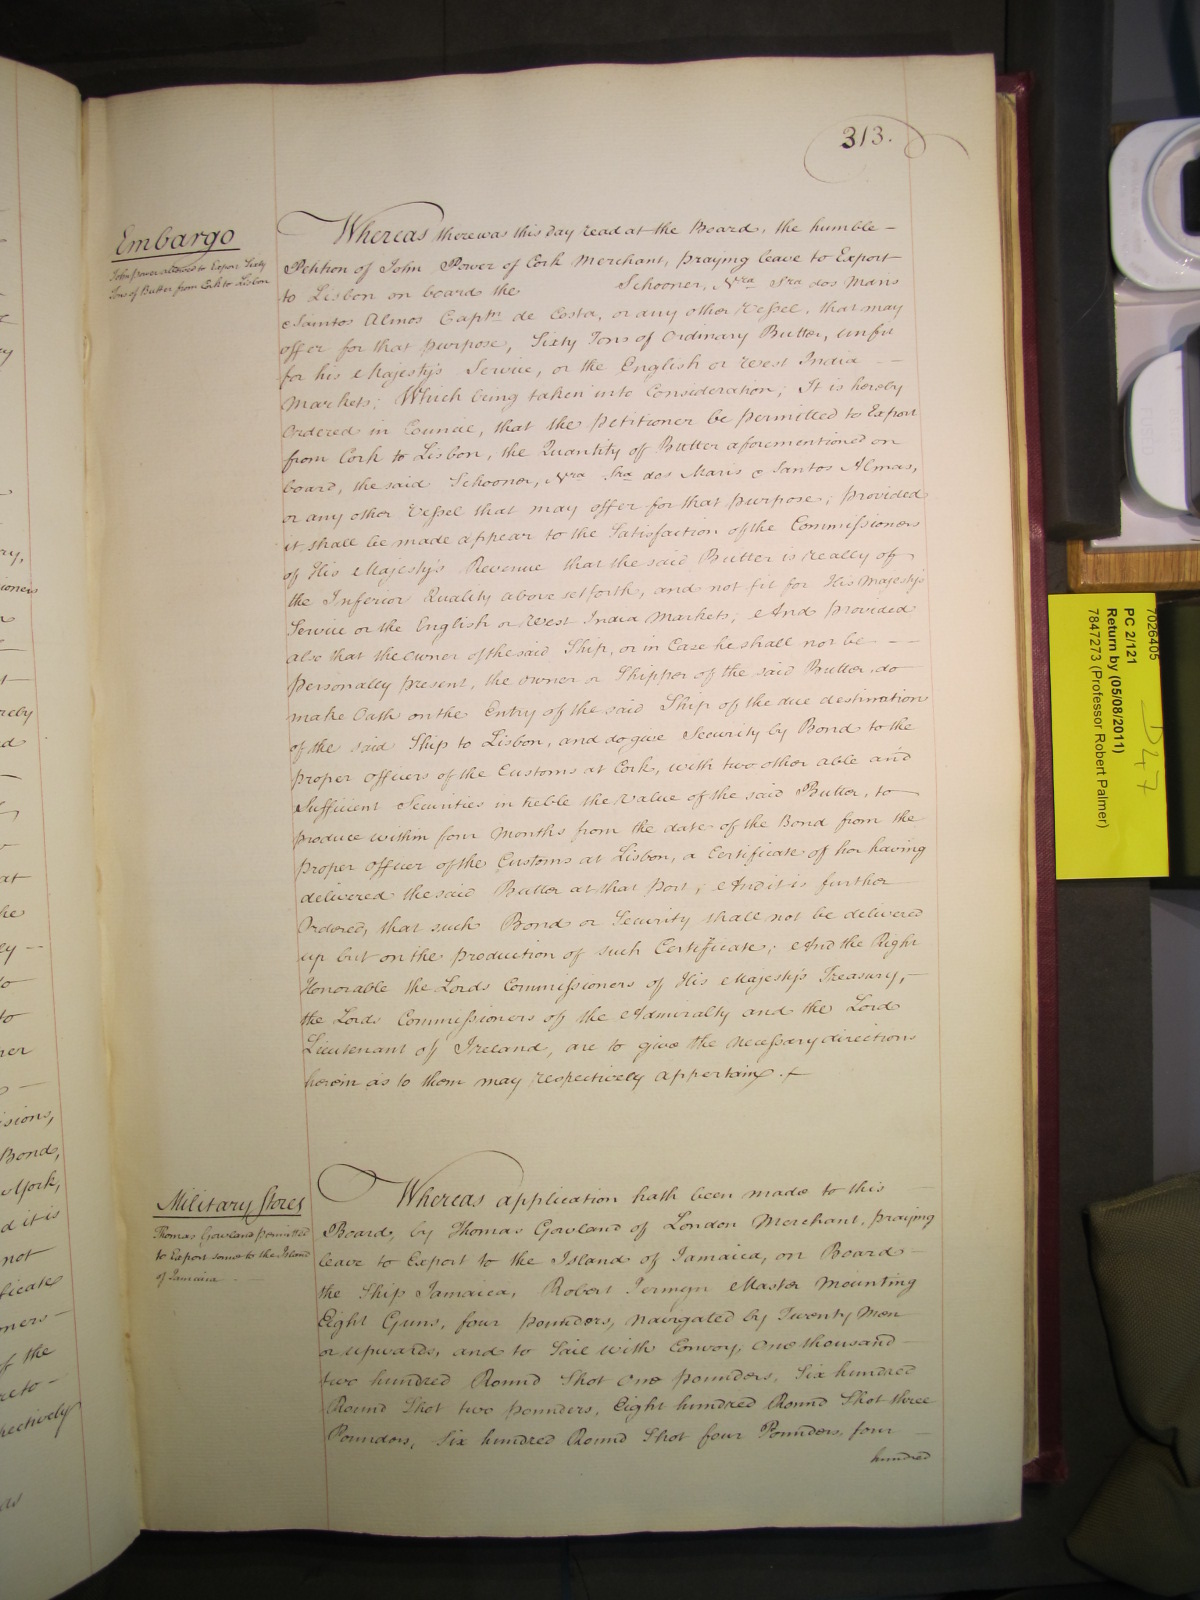 313.
Embargo
John Power allowed to Export Sixty
Tons of Butter from Cork to Lisbon
Whereas there was this day read at the Board, the humble
Petition of John Power of Cork Merchant, praying leave to Export
to Lisbon on board the Schooner, Nra Sra dos Mans
e Santos Almos Captn de Costa, or any other Vessel, that may
offer for that purpose, Sixty Tons of Ordinary Butter, unfit
for his Majesty's Service, or the English or West India
Markets; Which being taken into Consideration; It is hereby
Ordered in Council, that the Petitioner be permitted to Export
from Cork to Lisbon, the Quantity of Butter aforementioned on
board, the said Schooner, Nra Sra dos Maris e Santos Almas,
or any other Vessel that may offer for that purpose; provided
it shall be made appear to the Satisfaction of the Commissioners
of His Majesty's Revenue that the said Butter is really of
the Inferior Quality above set forth, and not fit for His Majesty's
Service or the English or West India Markets; And provided
also that the Owner of the said Ship, or in Case he shall not be
personally present, the owner or Shipper of the said Butter, do
make Oath on the Entry of the said Ship of the due destination
of the said Ship to Lisbon, and do give Security by Bond to the
proper Officers of the Customs at Cork, with two other able and
Sufficient Securities in treble the Value of the said Butter, to
produce within four Months from the date of the Bond from the
proper Officer of the Customs at Lisbon, a Certificate of her having
delivered the said Butter at that Port; And it is further
Ordered, that such Bond or Security shall not be delivered
up but on the production of such Certificate; And the Right
Honorable the Lords Commissioners of His Majesty's Treasury,
the Lords Commissioners of the Admiralty and the Lord
Lieutenant of Ireland, are to give the necessary directions
herein as to them may respectively appertain.
Military Stores
Thomas Gowland permitted
to Export some to the Island
of Jamaica
Whereas application hath been made to this
Board, by Thomas Gowland of London Merchant, praying
leave to Export to the Island of Jamaica, on Board
the Ship Jamaica, Robert Jermyn Master Mounting
Eight Guns, four pounders, navigated by Twenty Men
or upwards, and to Sail with Convoy, One thousand
two hundred Round Shot One pounders, Six hundred
Round Shot two pounders, Eight hundred Round Shot three
Pounders, Six hundred Round Shot four Pounders, four
hundred
7026405
PC 2/121
Return by (05/08/2011)
7847273 (Professor Robert Palmer)
D47